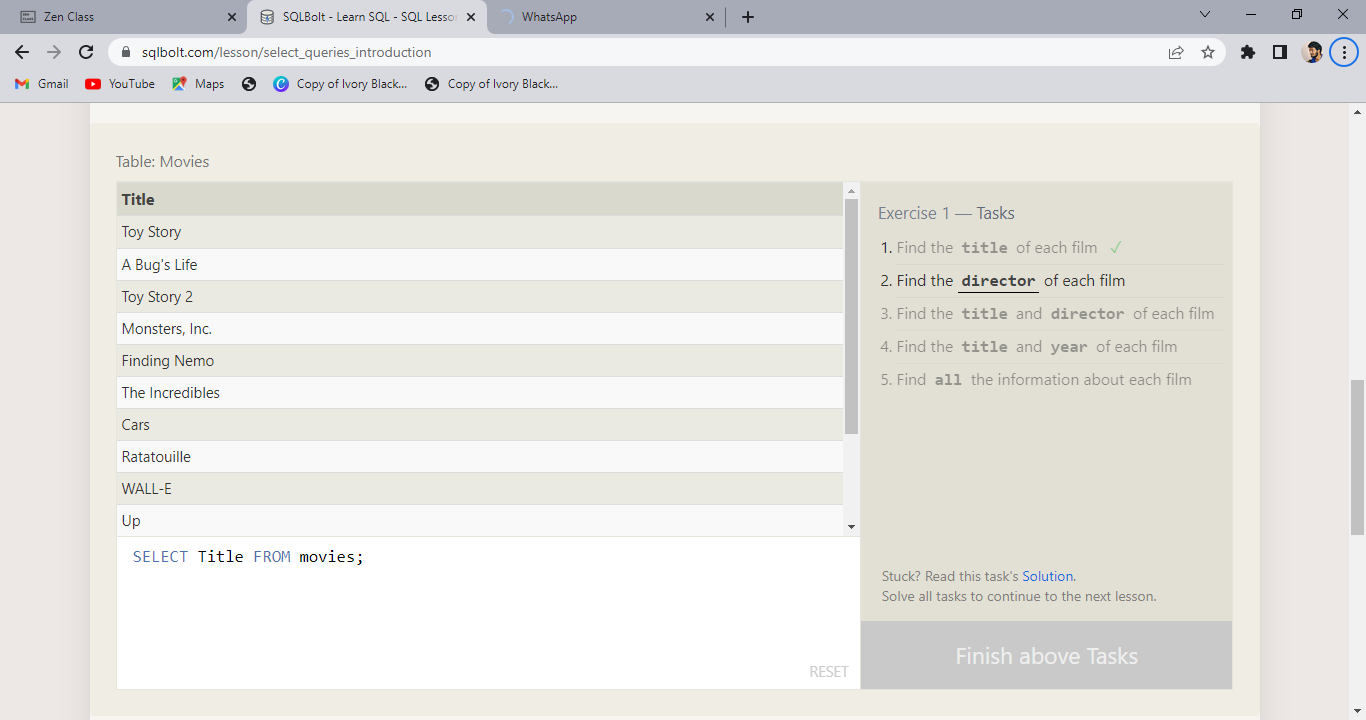 Zen Class
SQLBolt - Learn SQL - SQL Lesson
WhatsApp
sqlbolt.com/lesson/select_queries_introduction
Gmail
YouTube
Maps
Copy of Ivory Black...
Copy of Ivory Black...
Table: Movies
Title
Toy Story
A Bug's Life
Toy Story 2
Monsters, Inc.
Finding Nemo
The Incredibles
Cars
Ratatouille
WALL-E
Up
SELECT Title FROM movies;
RESET
Exercise 1 — Tasks
1. Find the title of each film ✓
2. Find the director of each film
3. Find the title and director of each film
4. Find the title and year of each film
5. Find all the information about each film
Stuck? Read this task's Solution.
Solve all tasks to continue to the next lesson.
Finish above Tasks